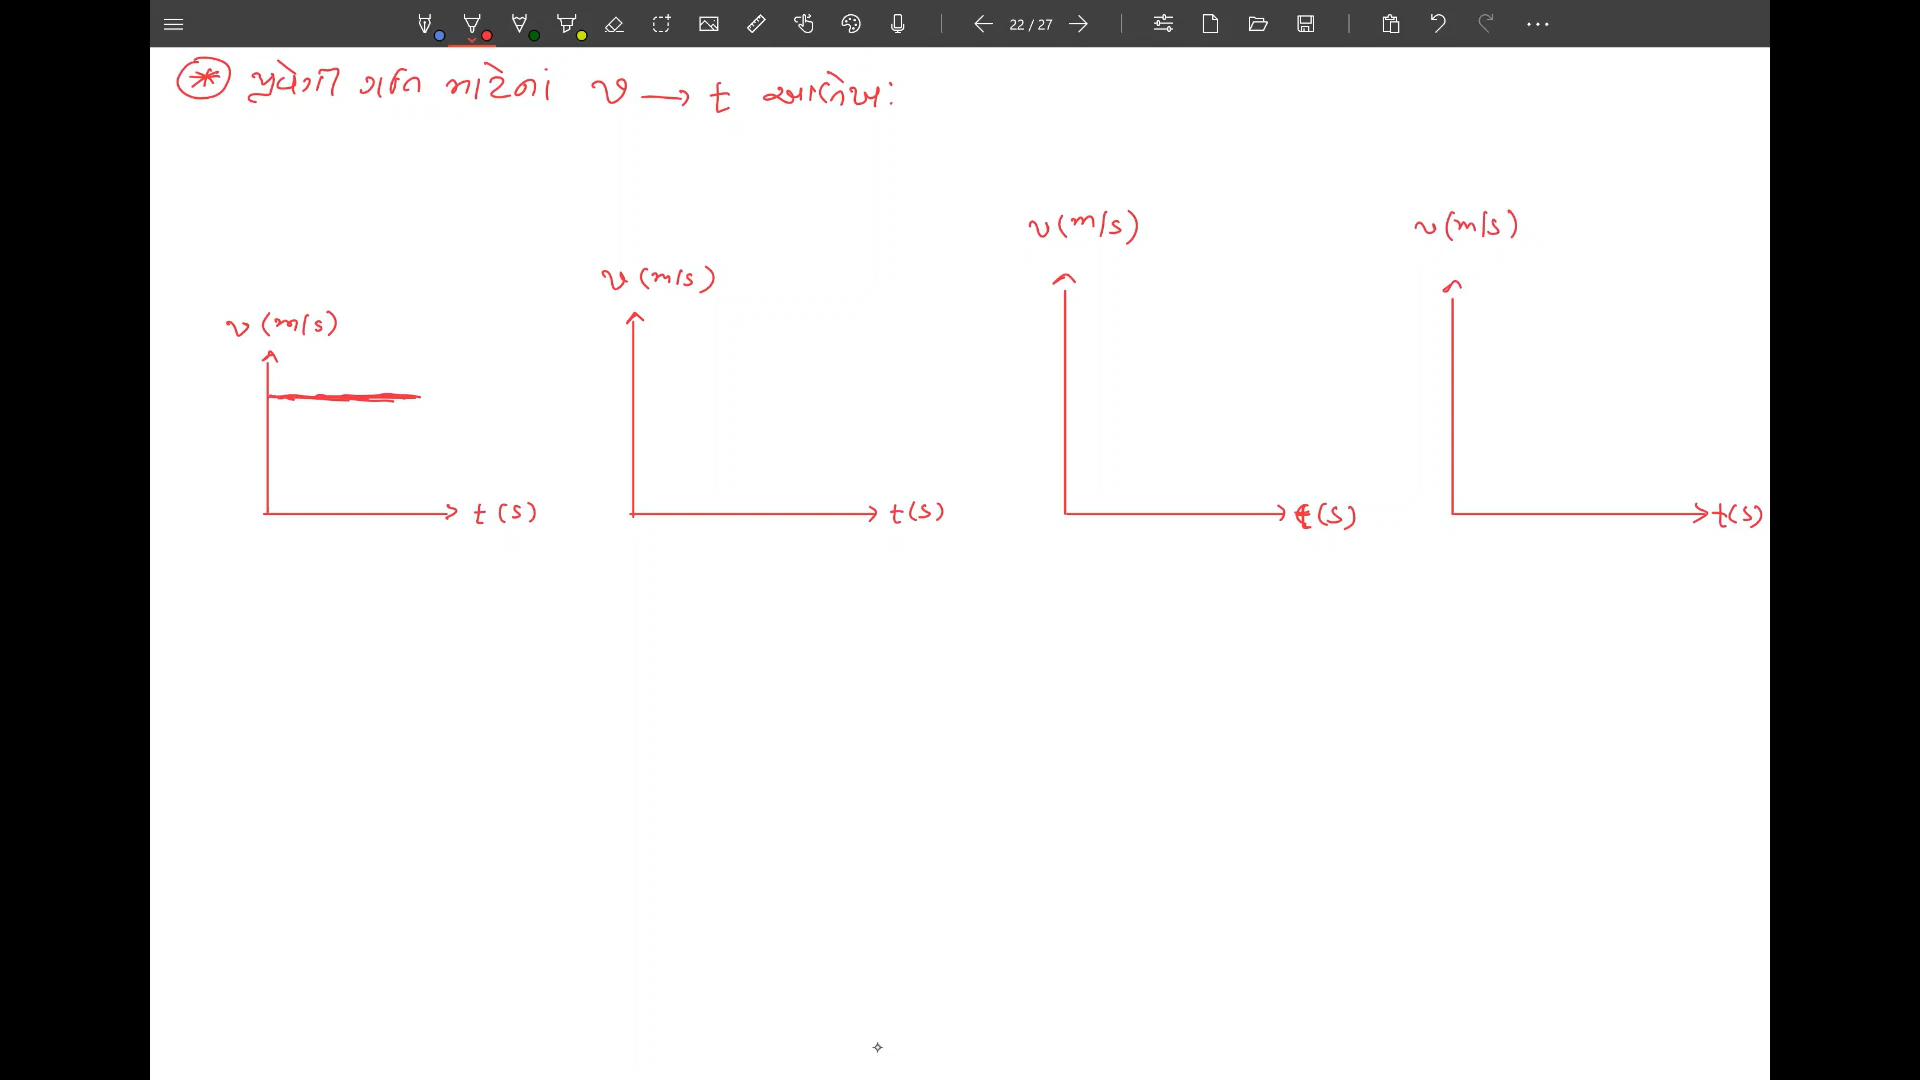 22 / 27
* પ્રવેગી ગતિ માટેનાં v → t આલેખ:
v (m/s)
v (m/s)
v (m/s)
v (m/s)
t (s)
t (s)
t (s)
t (s)